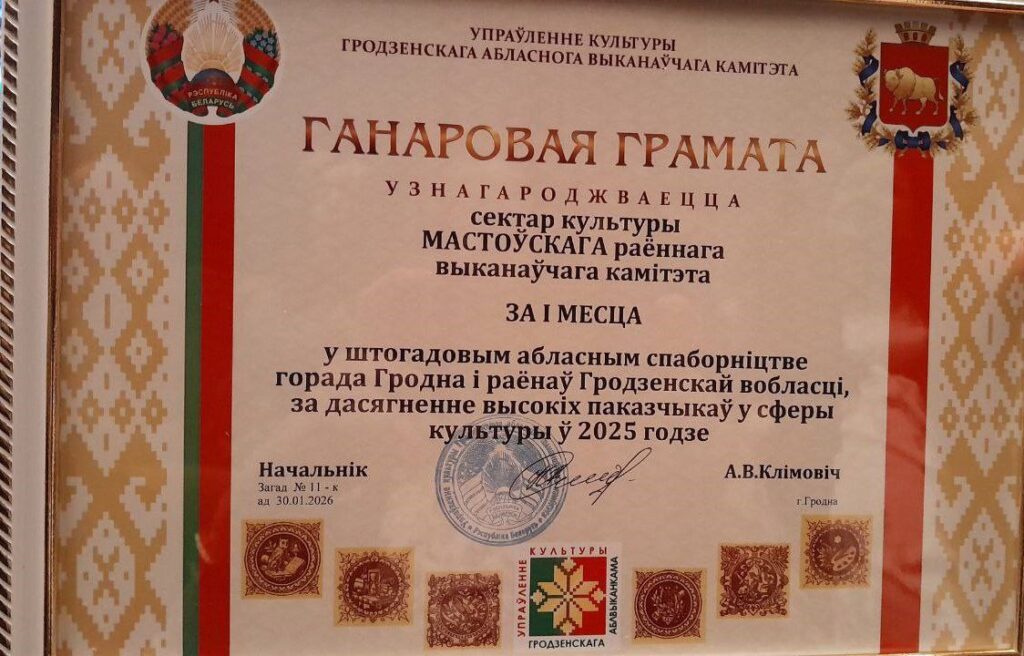 УПРАЎЛЕННЕ КУЛЬТУРЫ
ГРОДЗЕНСКАГА АБЛАСНОГА ВЫКАНАЎЧАГА КАМІТЭТА
РЭСПУБЛІКА
БЕЛАРУСЬ
ГАНАРОВАЯ ГРАМАТА
УЗНАГАРОДЖВАЕЦЦА
сектар культуры
МАСТОЎСКАГА раённага
выканаўчага камітэта
ЗА І МЕСЦА
у штогадовым абласным спаборніцтве
горада Гродна і раёнаў Гродзенскай вобласці,
за дасягненне высокіх паказчыкаў у сферы
культуры ў 2025 годзе
Начальнік
Загад № 11 - к
ад 30.01.2026
А.В.Клімовіч
г.Гродна
Рэспубліка Беларусь
УПРАЎЛЕННЕ
КУЛЬТУРЫ
ГРОДЗЕНСКАГА
АБЛВЫКАНКАМА